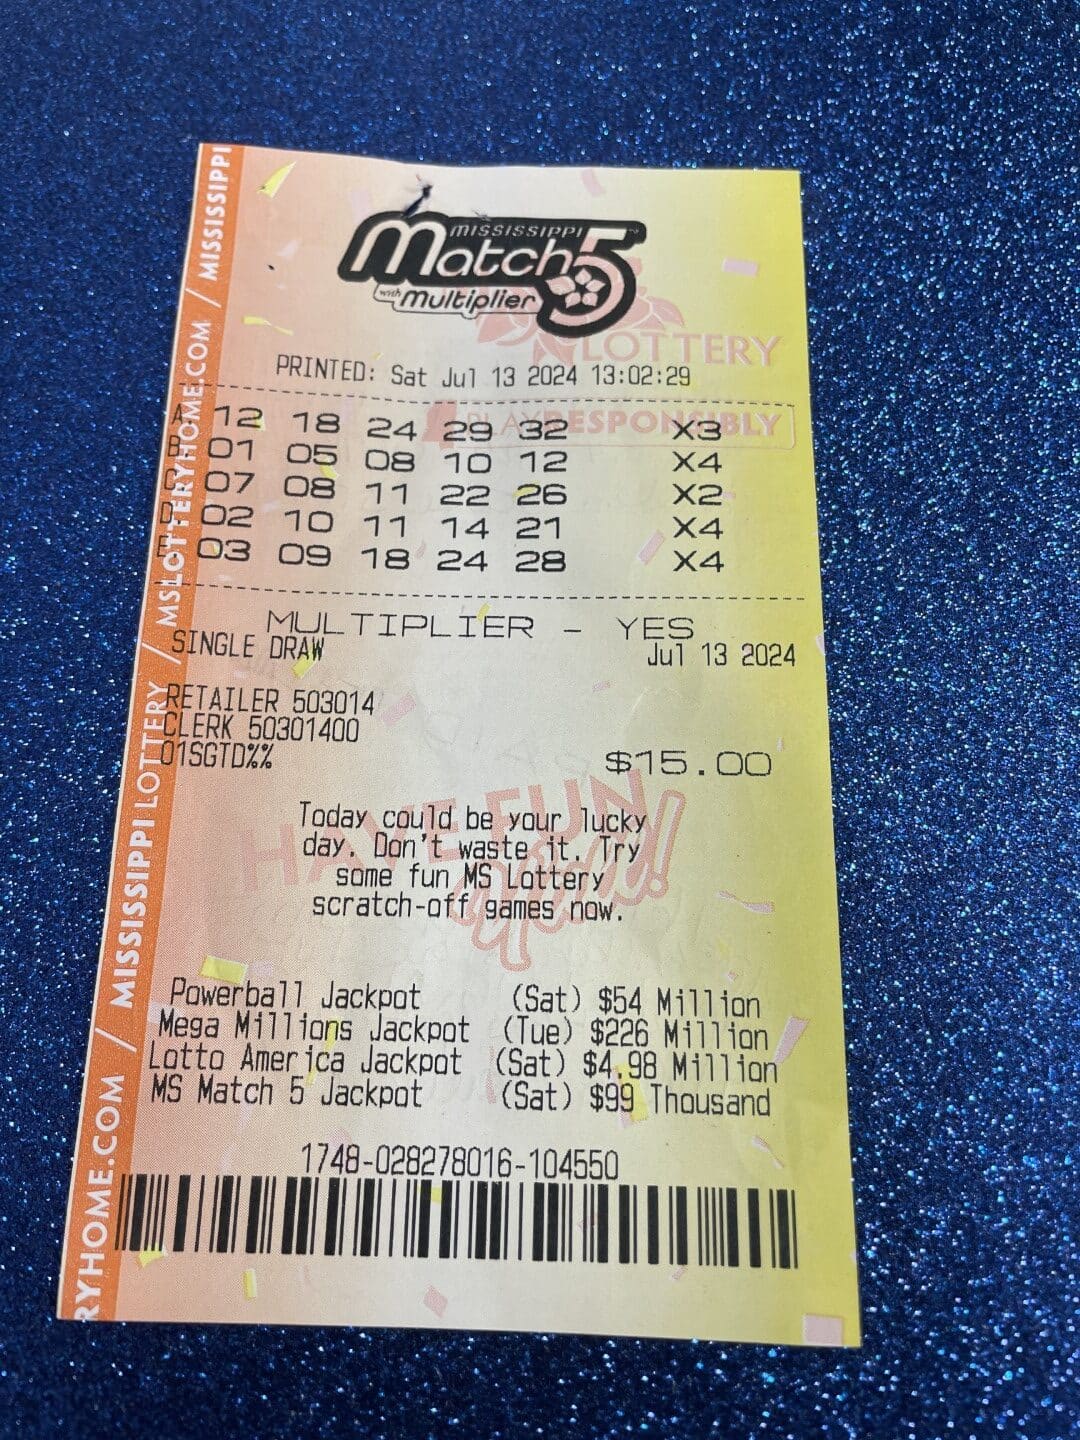 MISSISSIPPI
Match 5
with multiplier
LOTTERY
PRINTED: Sat Jul 13 2024 13:02:29
PLAY RESPONSIBLY
A. 12 18 24 29 32 X3
B. 01 05 08 10 12 X4
C. 07 08 11 22 26 X2
D. 02 10 11 14 21 X4
E. 03 09 18 24 28 X4
MULTIPLIER - YES
SINGLE DRAW Jul 13 2024
RETAILER 503014
CLERK 50301400
01SGTD%% $15.00
HAVE FUN
Today could be your lucky
day. Don't waste it. Try
some fun MS Lottery
scratch-off games now.
Powerball Jackpot (Sat) $54 Million
Mega Millions Jackpot (Tue) $226 Million
Lotto America Jackpot (Sat) $4.98 Million
MS Match 5 Jackpot (Sat) $99 Thousand
1748-028278016-104550
RYHOME.COM / MISSISSIPPI LOTTERY / MSLOTTERYHOME.COM / MISSISSIPPI